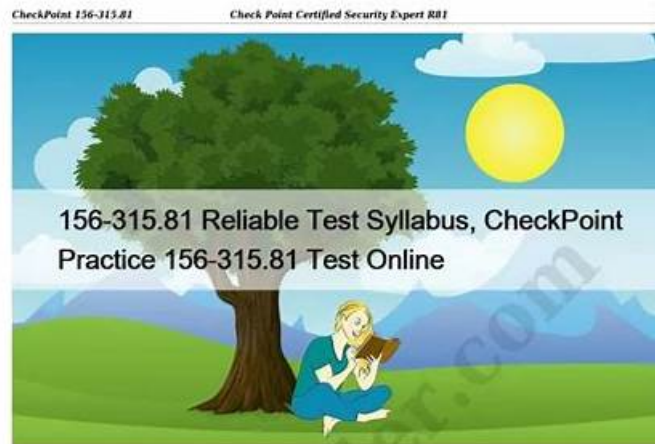 CheckPoint 156-315.81 Check Point Certified Security Expert R81
156-315.81 Reliable Test Syllabus, CheckPoint
Practice 156-315.81 Test Online